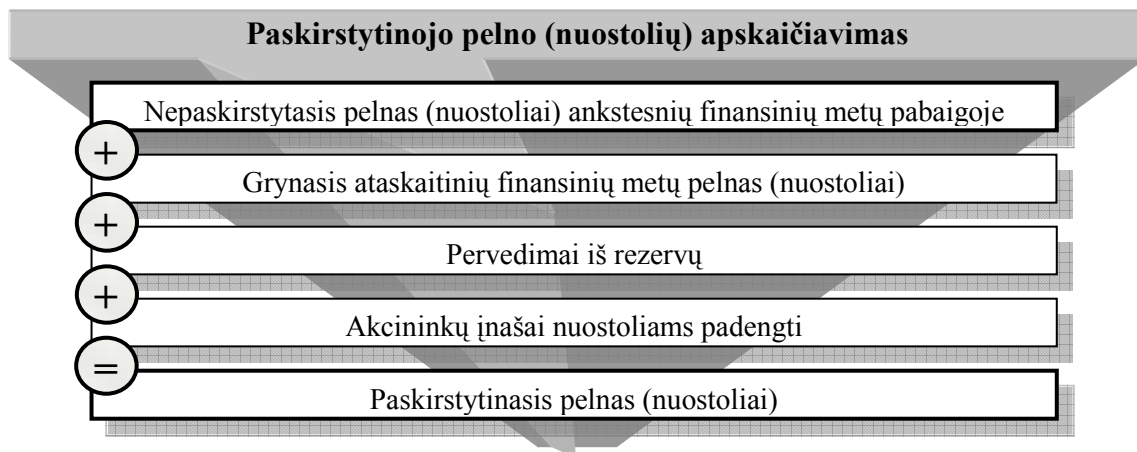 Paskirstytinojo pelno (nuostolių) apskaičiavimas
Nepaskirstytasis pelnas (nuostoliai) ankstesnių finansinių metų pabaigoje
+
Grynasis ataskaitinių finansinių metų pelnas (nuostoliai)
+
Pervedimai iš rezervų
+
Akcininkų įnašai nuostoliams padengti
=
Paskirstytinasis pelnas (nuostoliai)